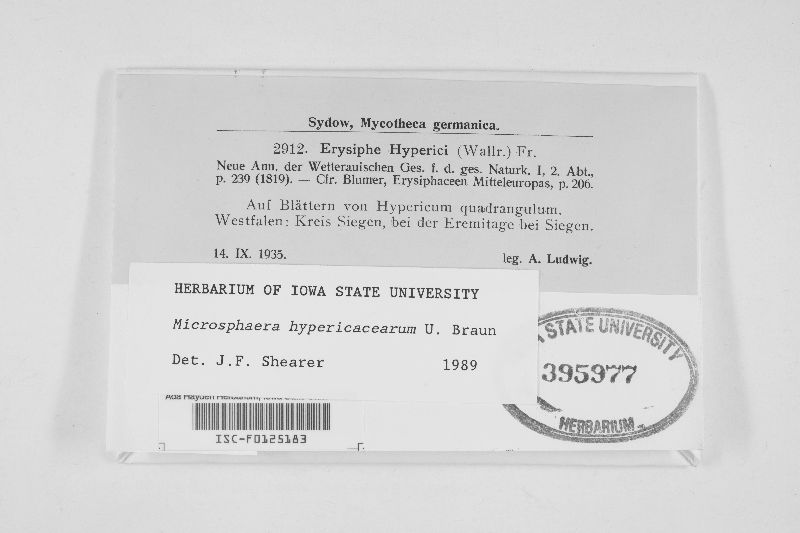 Sydow, Mycotheca germanica.
2912. Erysiphe Hyperici (Wallr.) Fr.
Neue Ann. der Wetterauischen Ges. f. d. ges. Naturk. I, 2. Abt.,
p. 239 (1819). — Cfr. Blumer, Erysiphaceen Mitteleuropas, p. 206.
Auf Blättern von Hypericum quadrangulum.
Westfalen: Kreis Siegen, bei der Eremitage bei Siegen.
14. IX. 1935. leg. A. Ludwig.
HERBARIUM OF IOWA STATE UNIVERSITY
Microsphaera hypericacearum U. Braun
Det. J.F. Shearer 1989
STATE UNIVERSITY
395977
HERBARIUM
ISC-F0125183